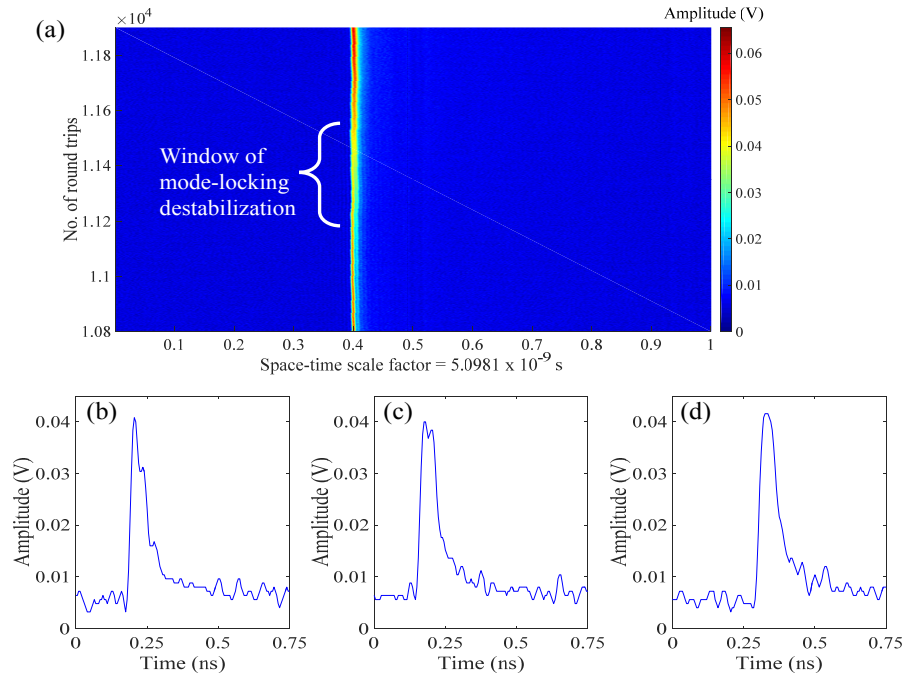 (a)
×10⁴
Amplitude (V)
No. of round trips
1.18
1.16
1.14
1.12
1.10
1.08
Window of
mode-locking
destabilization
0.06
0.05
0.04
0.03
0.02
0.01
0
0.1 0.2 0.3 0.4 0.5 0.6 0.7 0.8 0.9 1
Space-time scale factor = 5.0981 x 10⁻⁹ s
(b)
Amplitude (V)
0.04
0.03
0.02
0.01
0
0 0.25 0.5 0.75
Time (ns)
(c)
Amplitude (V)
0.04
0.03
0.02
0.01
0
0 0.25 0.5 0.75
Time (ns)
(d)
Amplitude (V)
0.04
0.03
0.02
0.01
0
0 0.25 0.5 0.75
Time (ns)